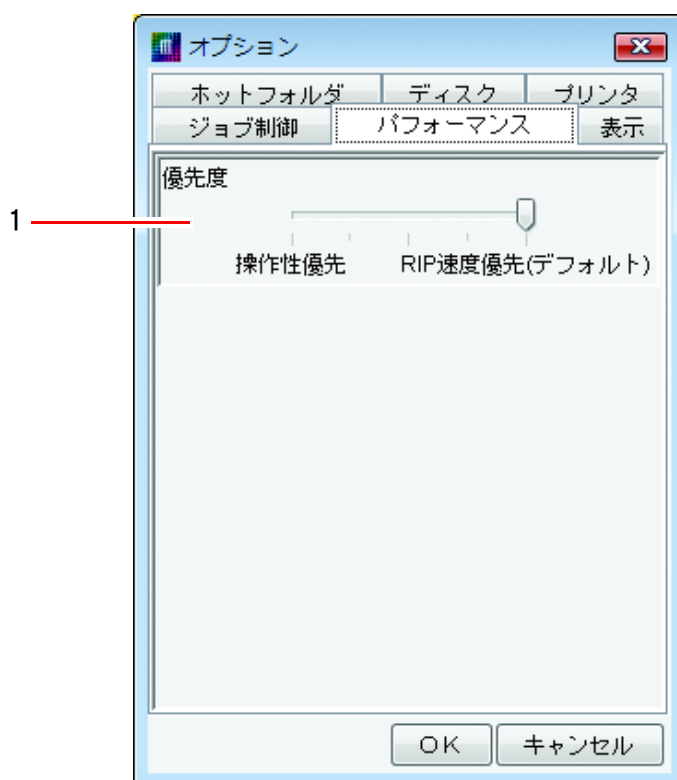 オプション
ホットフォルダ ディスク プリンタ
ジョブ制御 パフォーマンス 表示
優先度
1
操作性優先 RIP速度優先(デフォルト)
OK キャンセル